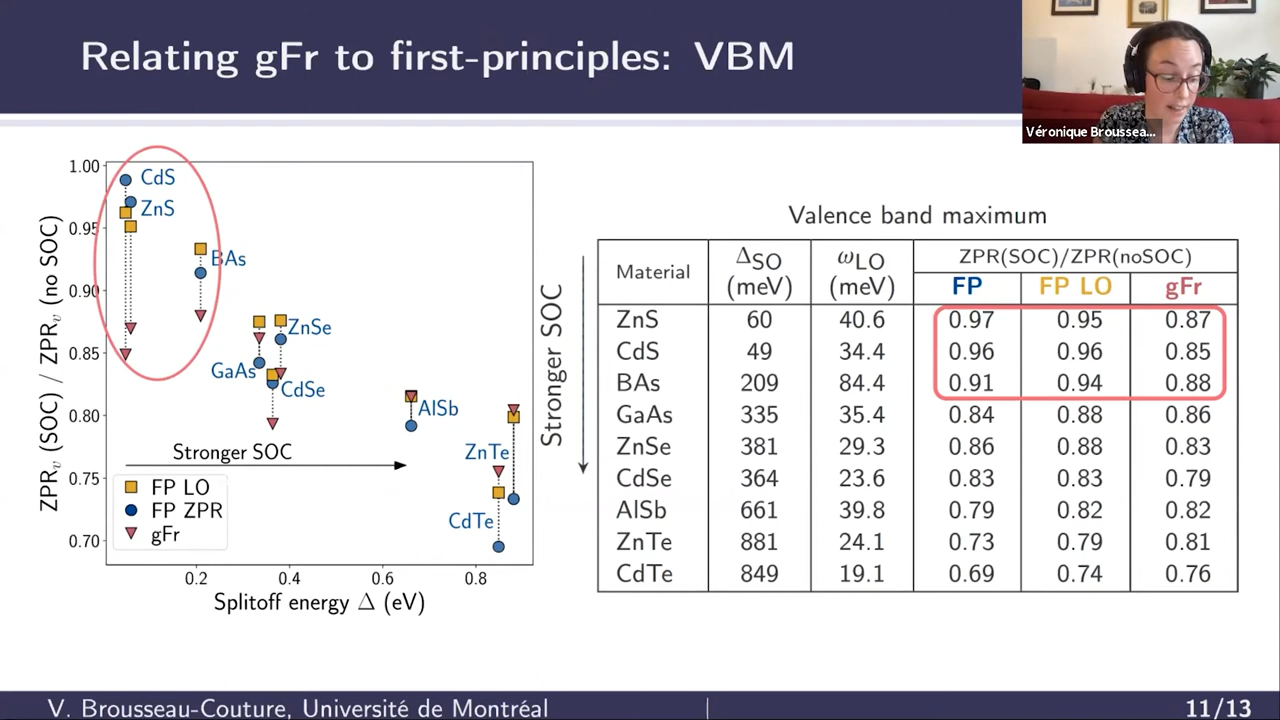 Relating gFr to first-principles: VBM
Véronique Broussea...
ZPRᵥ (SOC) / ZPRᵥ (no SOC)
1.00
0.95
0.90
0.85
0.80
0.75
0.70
CdS
ZnS
BAs
ZnSe
GaAs
CdSe
AlSb
ZnTe
CdTe
Stronger SOC
FP LO
FP ZPR
gFr
0.2 0.4 0.6 0.8
Splitoff energy Δ (eV)
Stronger SOC
Valence band maximum
Material Δ_SO (meV) ω_LO (meV) ZPR(SOC)/ZPR(noSOC)
FP FP LO gFr
ZnS 60 40.6 0.97 0.95 0.87
CdS 49 34.4 0.96 0.96 0.85
BAs 209 84.4 0.91 0.94 0.88
GaAs 335 35.4 0.84 0.88 0.86
ZnSe 381 29.3 0.86 0.88 0.83
CdSe 364 23.6 0.83 0.83 0.79
AlSb 661 39.8 0.79 0.82 0.82
ZnTe 881 24.1 0.73 0.79 0.81
CdTe 849 19.1 0.69 0.74 0.76
V. Brousseau-Couture, Université de Montréal
11/13